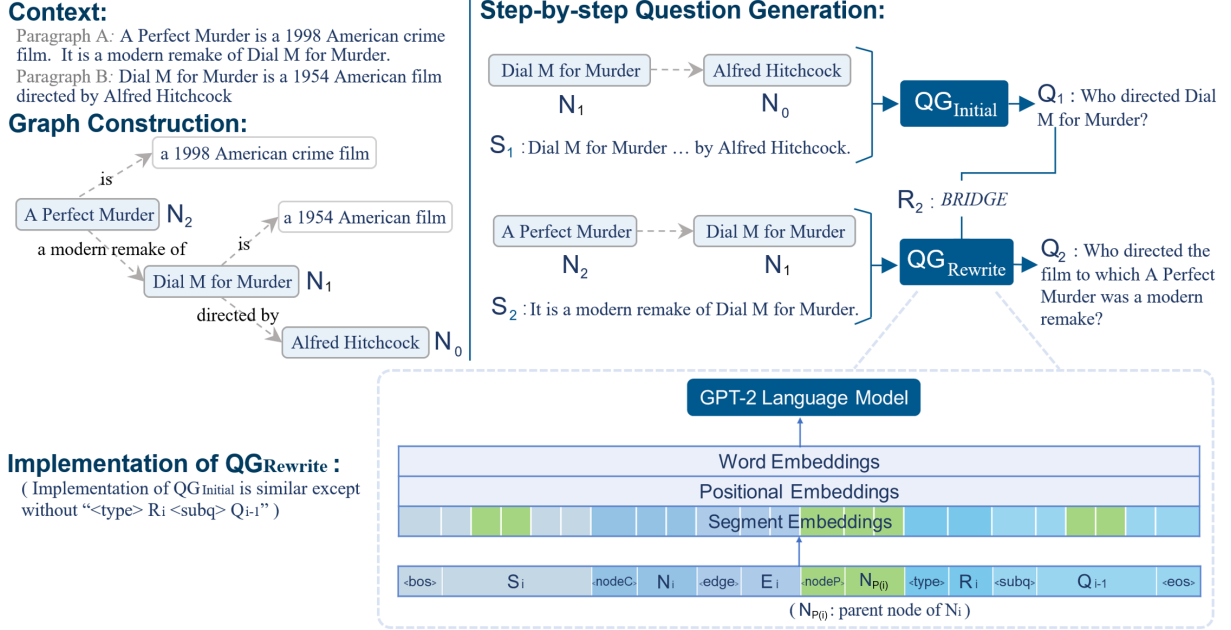 Context:
Paragraph A: A Perfect Murder is a 1998 American crime
film. It is a modern remake of Dial M for Murder.
Paragraph B: Dial M for Murder is a 1954 American film
directed by Alfred Hitchcock
Graph Construction:
a 1998 American crime film
is
A Perfect Murder N2
a 1954 American film
a modern remake of
is
Dial M for Murder N1
directed by
Alfred Hitchcock N0
Step-by-step Question Generation:
Dial M for Murder
Alfred Hitchcock
N1
N0
S1 : Dial M for Murder ... by Alfred Hitchcock.
QG Initial
Q1 : Who directed Dial
M for Murder?
R2 : BRIDGE
A Perfect Murder
Dial M for Murder
N2
N1
S2 : It is a modern remake of Dial M for Murder.
QG Rewrite
Q2 : Who directed the
film to which A Perfect
Murder was a modern
remake?
Implementation of QG Rewrite :
( Implementation of QG Initial is similar except
without “<type> Ri <subq> Qi-1” )
GPT-2 Language Model
Word Embeddings
Positional Embeddings
Segment Embeddings
<bos> Si <nodeC> Ni <edge> Ei <nodeP> NP(i) <type> Ri <subq> Qi-1 <eos>
( NP(i) : parent node of Ni )